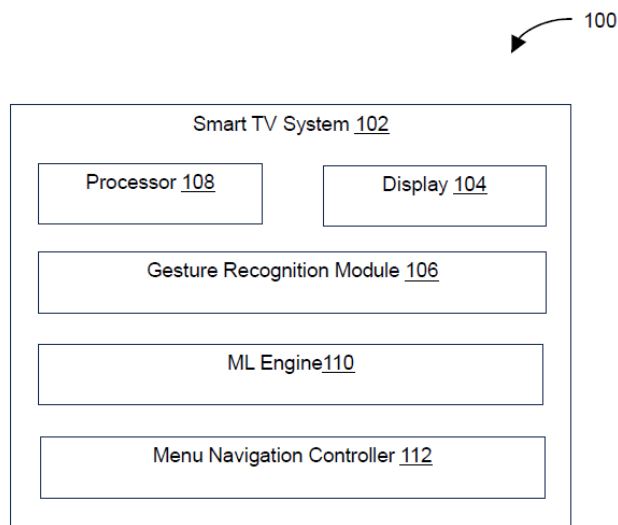 100
Smart TV System 102
Processor 108
Display 104
Gesture Recognition Module 106
ML Engine110
Menu Navigation Controller 112